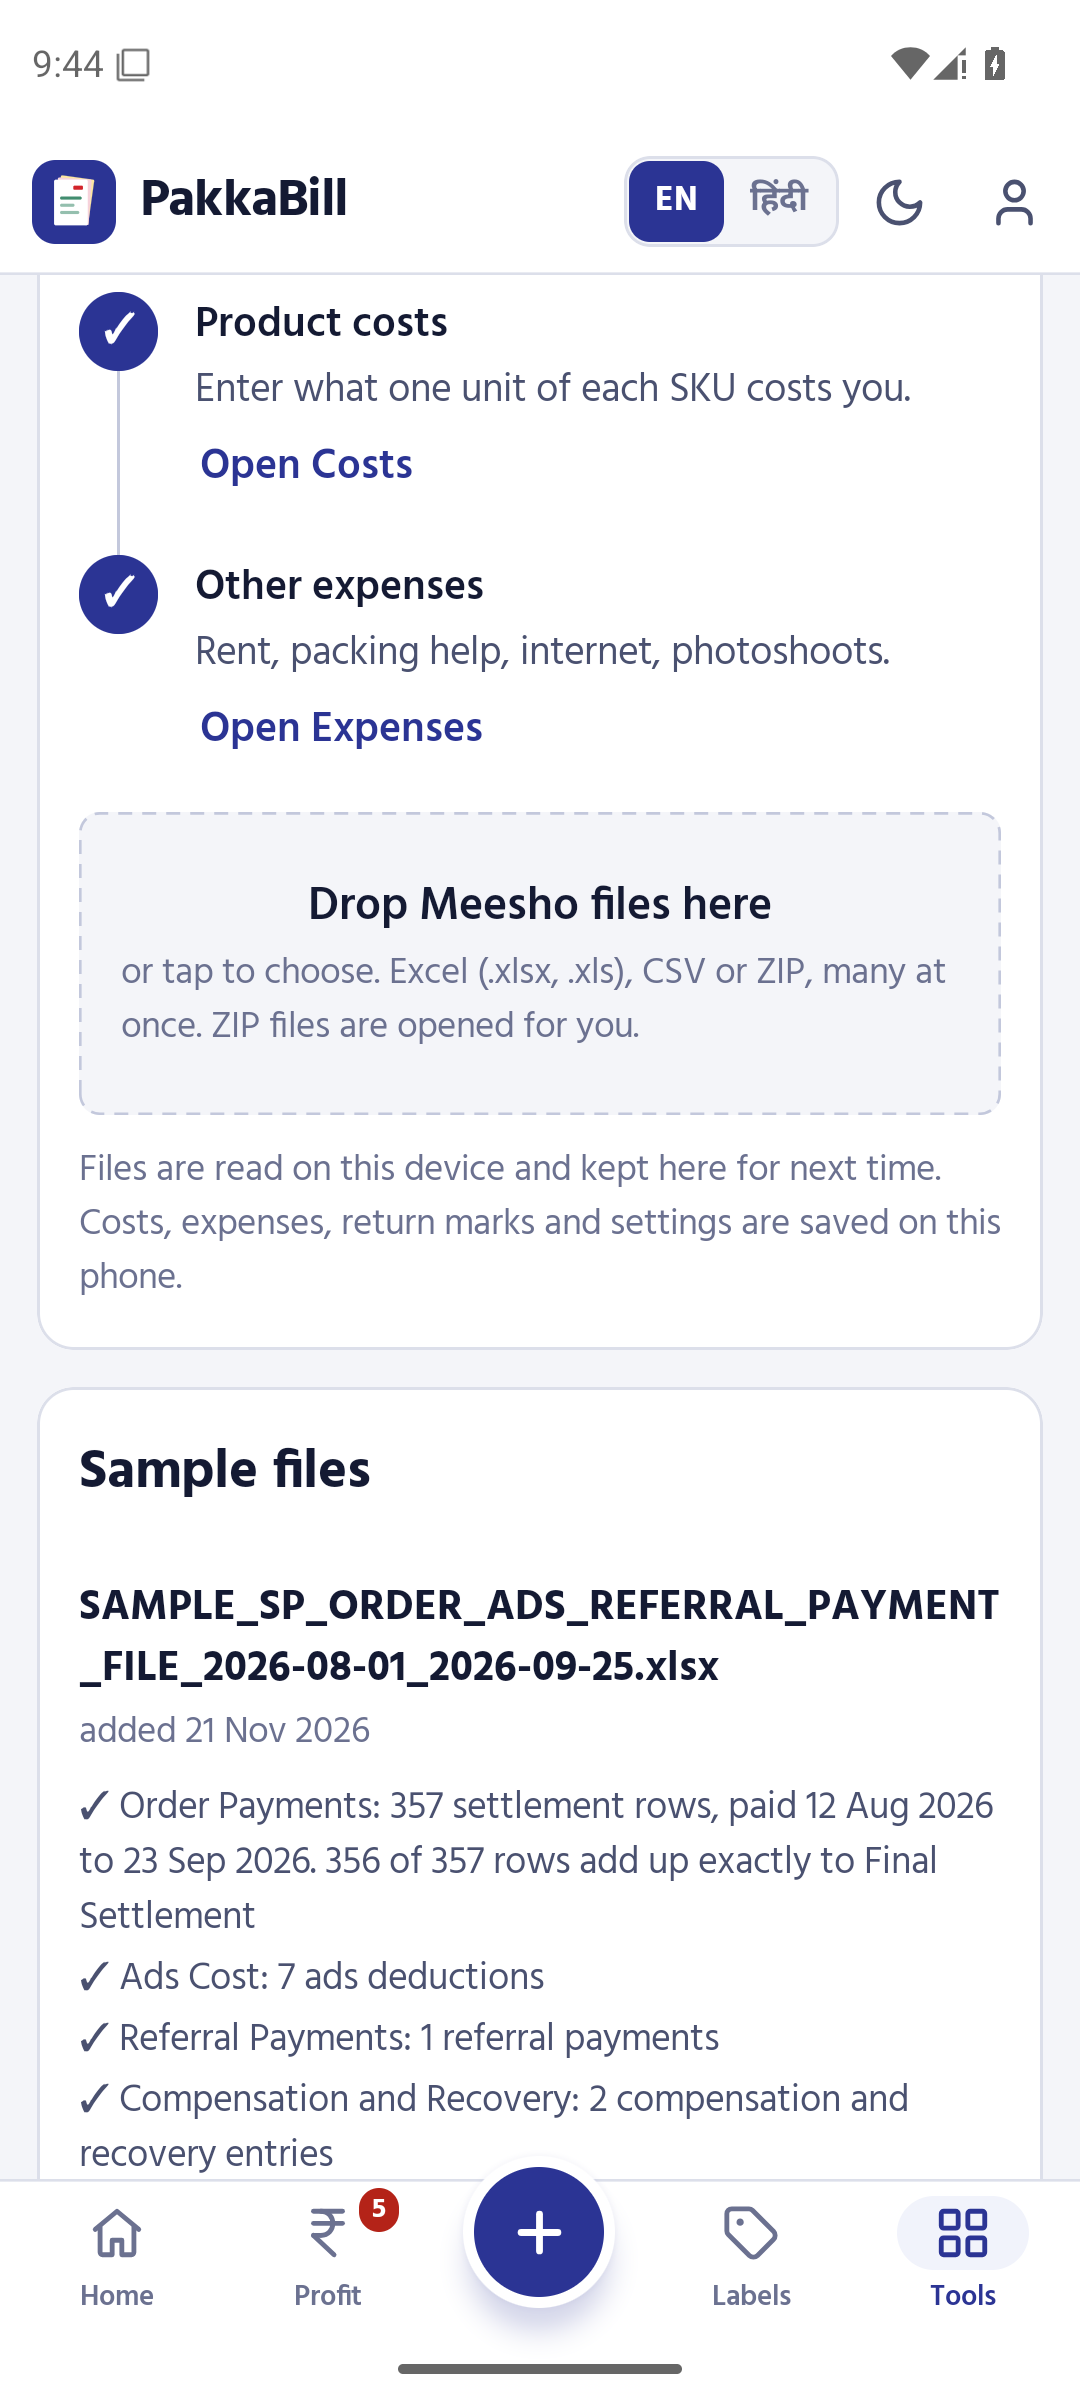 9:44
PakkaBill
EN
हिंदी
✓
Product costs
Enter what one unit of each SKU costs you.
Open Costs
✓
Other expenses
Rent, packing help, internet, photoshoots.
Open Expenses
Drop Meesho files here
or tap to choose. Excel (.xlsx, .xls), CSV or ZIP, many at
once. ZIP files are opened for you.
Files are read on this device and kept here for next time.
Costs, expenses, return marks and settings are saved on this
phone.
Sample files
SAMPLE_SP_ORDER_ADS_REFERRAL_PAYMENT
_FILE_2026-08-01_2026-09-25.xlsx
added 21 Nov 2026
✓ Order Payments: 357 settlement rows, paid 12 Aug 2026
to 23 Sep 2026. 356 of 357 rows add up exactly to Final
Settlement
✓ Ads Cost: 7 ads deductions
✓ Referral Payments: 1 referral payments
✓ Compensation and Recovery: 2 compensation and
recovery entries
5
Home
Profit
Labels
Tools